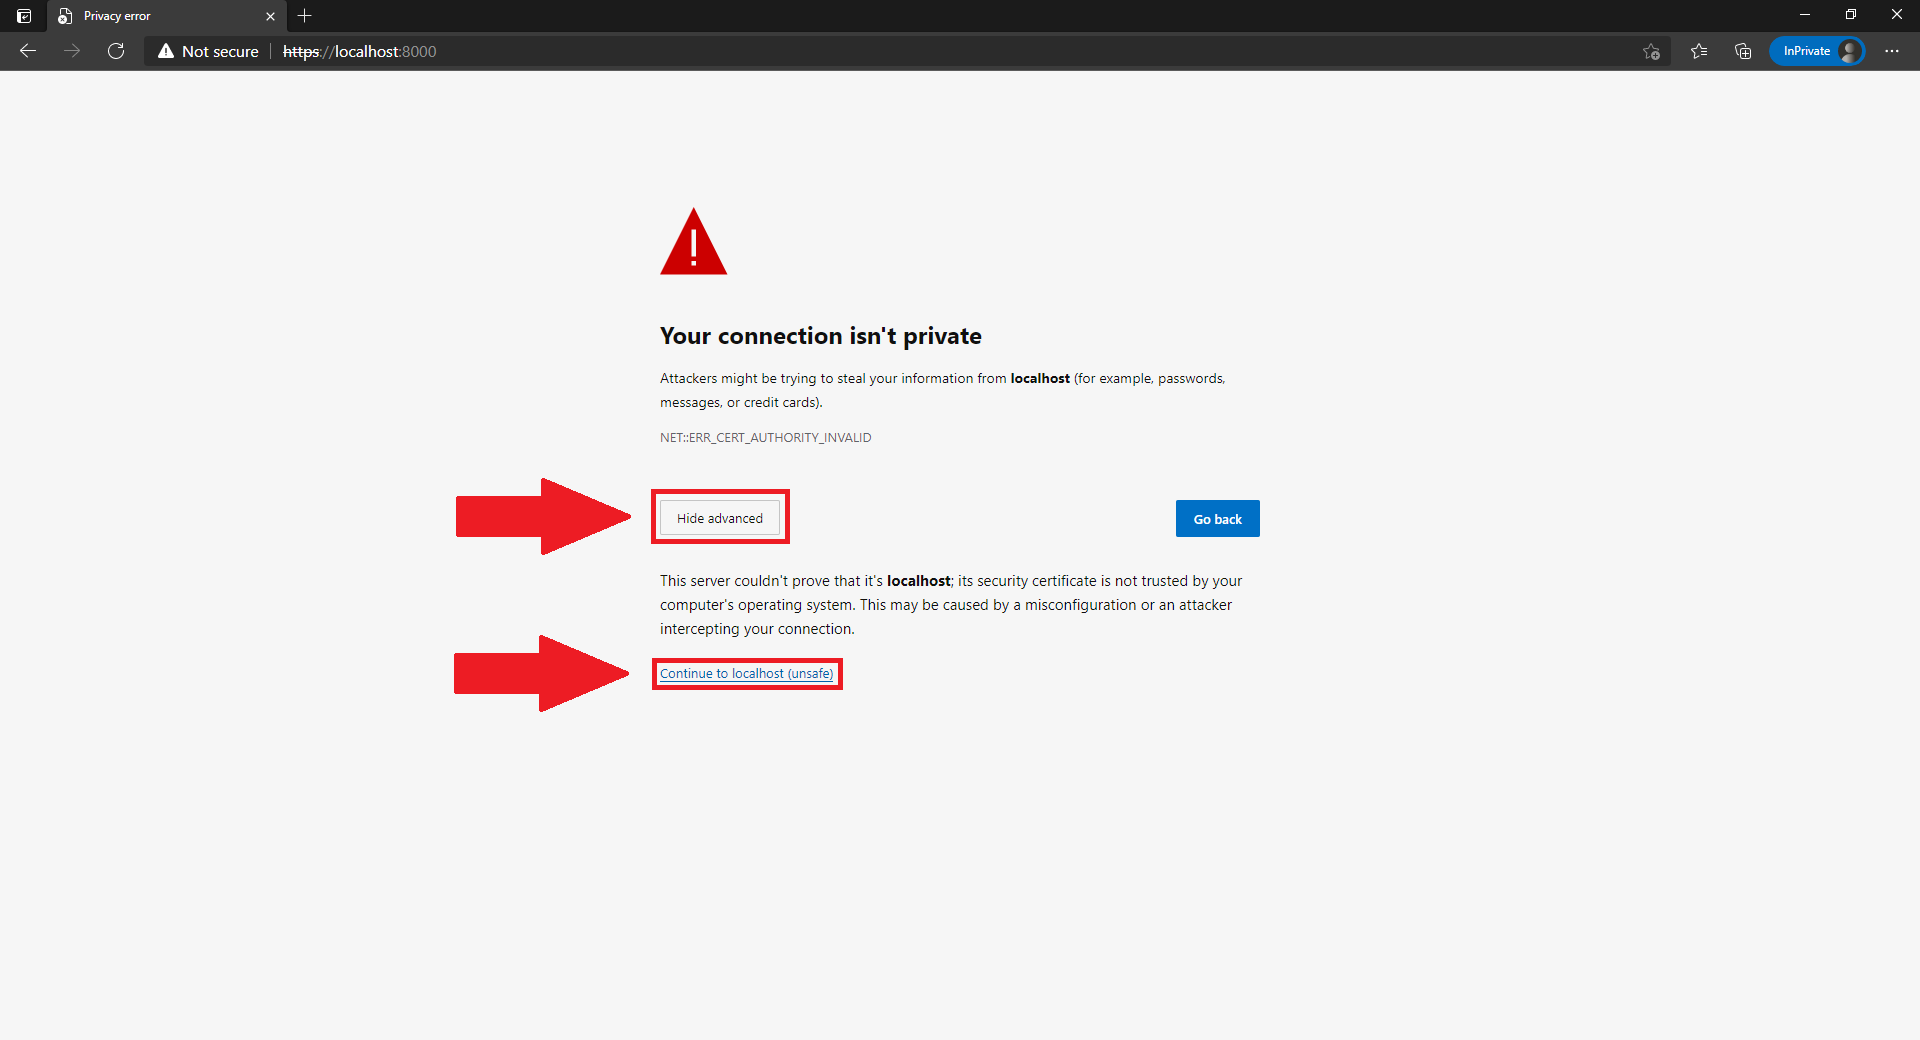 Privacy error
Not secure https://localhost:8000
InPrivate
Your connection isn't private
Attackers might be trying to steal your information from localhost (for example, passwords,
messages, or credit cards).
NET::ERR_CERT_AUTHORITY_INVALID
Hide advanced
Go back
This server couldn't prove that it's localhost; its security certificate is not trusted by your
computer's operating system. This may be caused by a misconfiguration or an attacker
intercepting your connection.
Continue to localhost (unsafe)